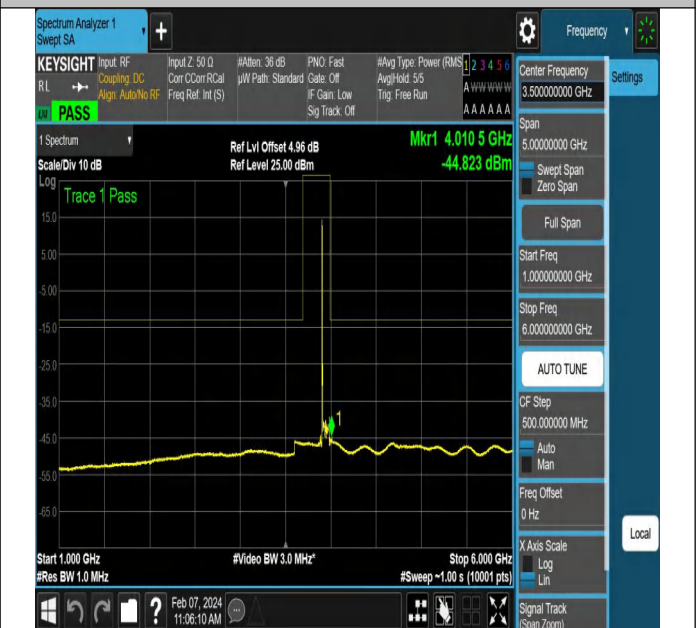 Spectrum Analyzer 1
Swept SA
+
Frequency
KEYSIGHT
RL
PASS
Input: RF
Coupling: DC
Align: Auto/No RF
Input Z: 50 Ω
Corr CCorr RCal
Freq Ref: Int (S)
#Atten: 36 dB
µW Path: Standard
PNO: Fast
Gate: Off
IF Gain: Low
Sig Track: Off
#Avg Type: Power (RMS
Avg|Hold: 5/5
Trig: Free Run
1 2 3 4 5 6
A W W W W W
A A A A A A
1 Spectrum
Scale/Div 10 dB
Ref Lvl Offset 4.96 dB
Ref Level 25.00 dBm
Mkr1 4.010 5 GHz
-44.823 dBm
Log
Trace 1 Pass
15.0
5.00
-5.00
-15.0
-25.0
-35.0
-45.0
-55.0
-65.0
1
Start 1.000 GHz
#Res BW 1.0 MHz
#Video BW 3.0 MHz*
Stop 6.000 GHz
#Sweep ~1.00 s (10001 pts)
?
Feb 07, 2024
11:06:10 AM
Center Frequency
3.500000000 GHz
Settings
Span
5.00000000 GHz
Swept Span
Zero Span
Full Span
Start Freq
1.000000000 GHz
Stop Freq
6.000000000 GHz
AUTO TUNE
CF Step
500.000000 MHz
Auto
Man
Freq Offset
0 Hz
X Axis Scale
Log
Lin
Local
Signal Track
(Span Zoom)